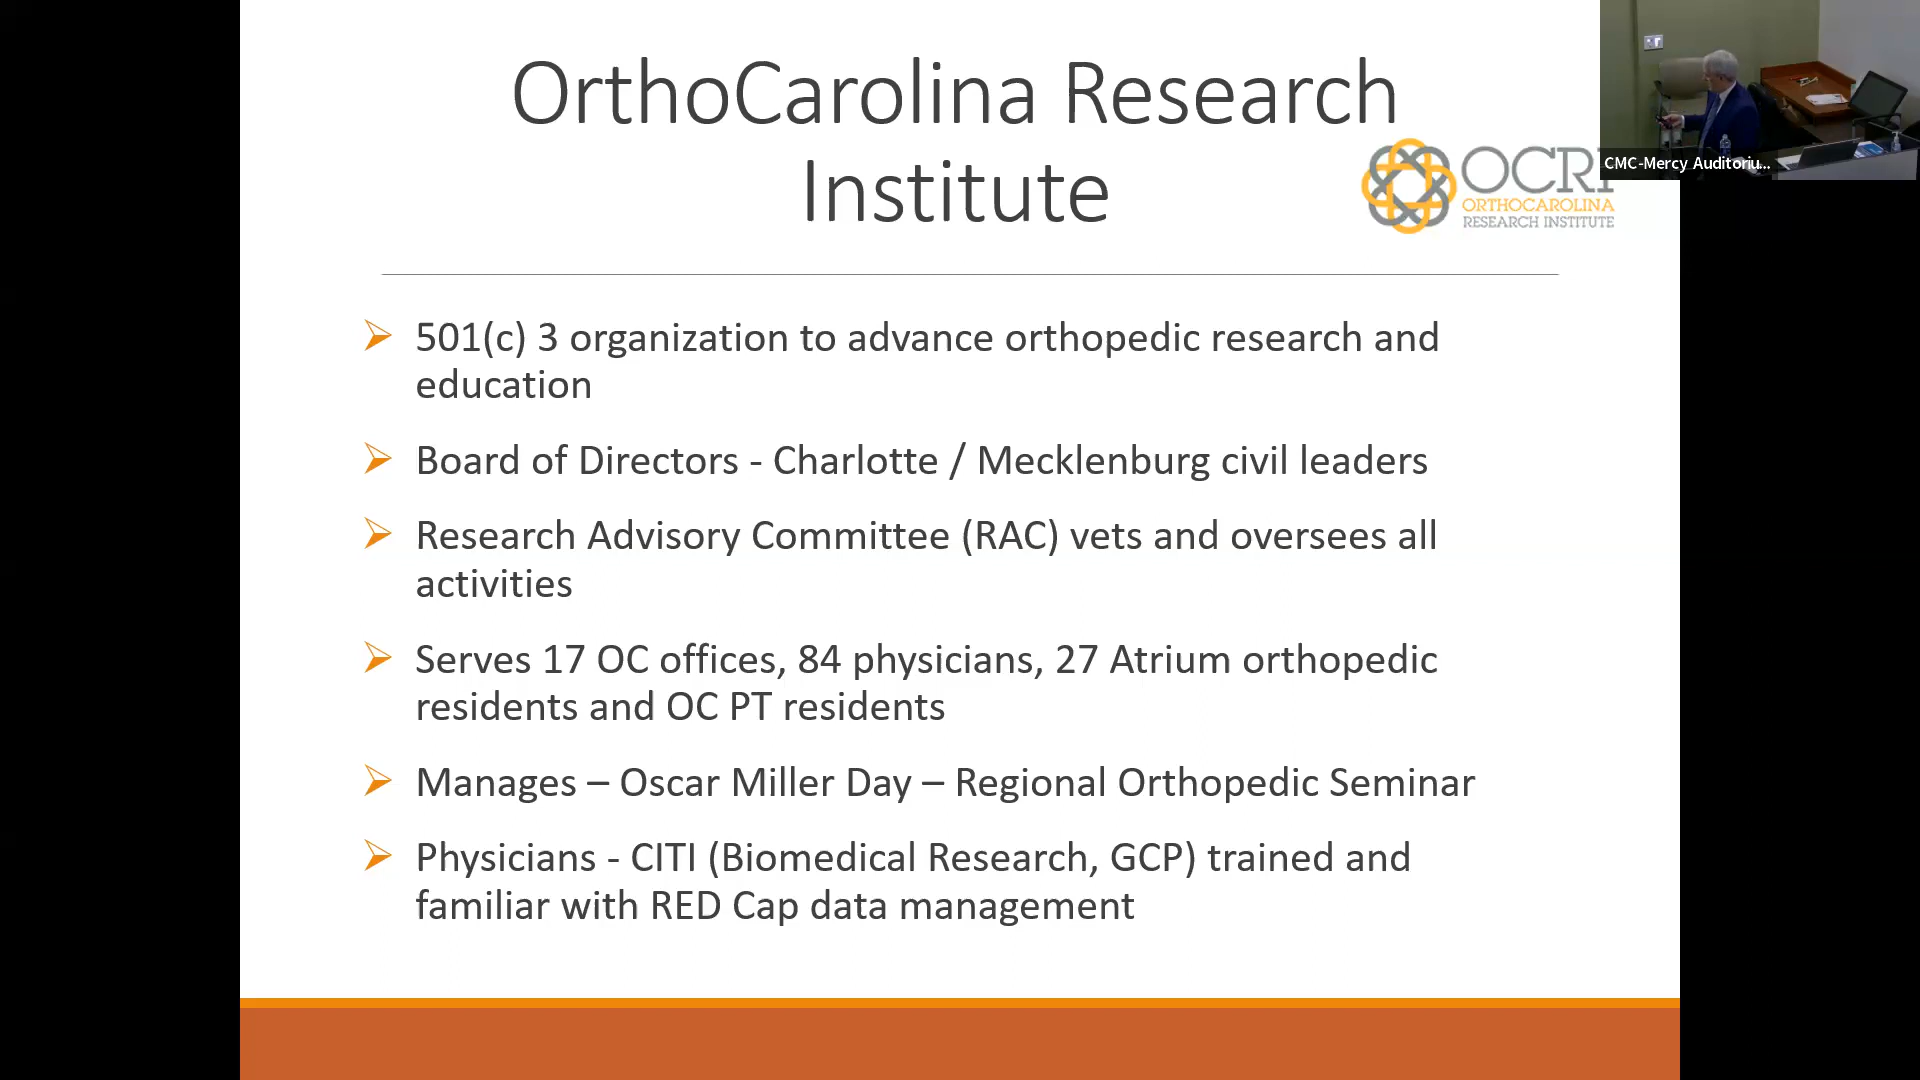 OrthoCarolina Research
Institute
OCRI
ORTHOCAROLINA
RESEARCH INSTITUTE
CMC-Mercy Auditoriu...
➢ 501(c) 3 organization to advance orthopedic research and
education
➢ Board of Directors - Charlotte / Mecklenburg civil leaders
➢ Research Advisory Committee (RAC) vets and oversees all
activities
➢ Serves 17 OC offices, 84 physicians, 27 Atrium orthopedic
residents and OC PT residents
➢ Manages – Oscar Miller Day – Regional Orthopedic Seminar
➢ Physicians - CITI (Biomedical Research, GCP) trained and
familiar with RED Cap data management